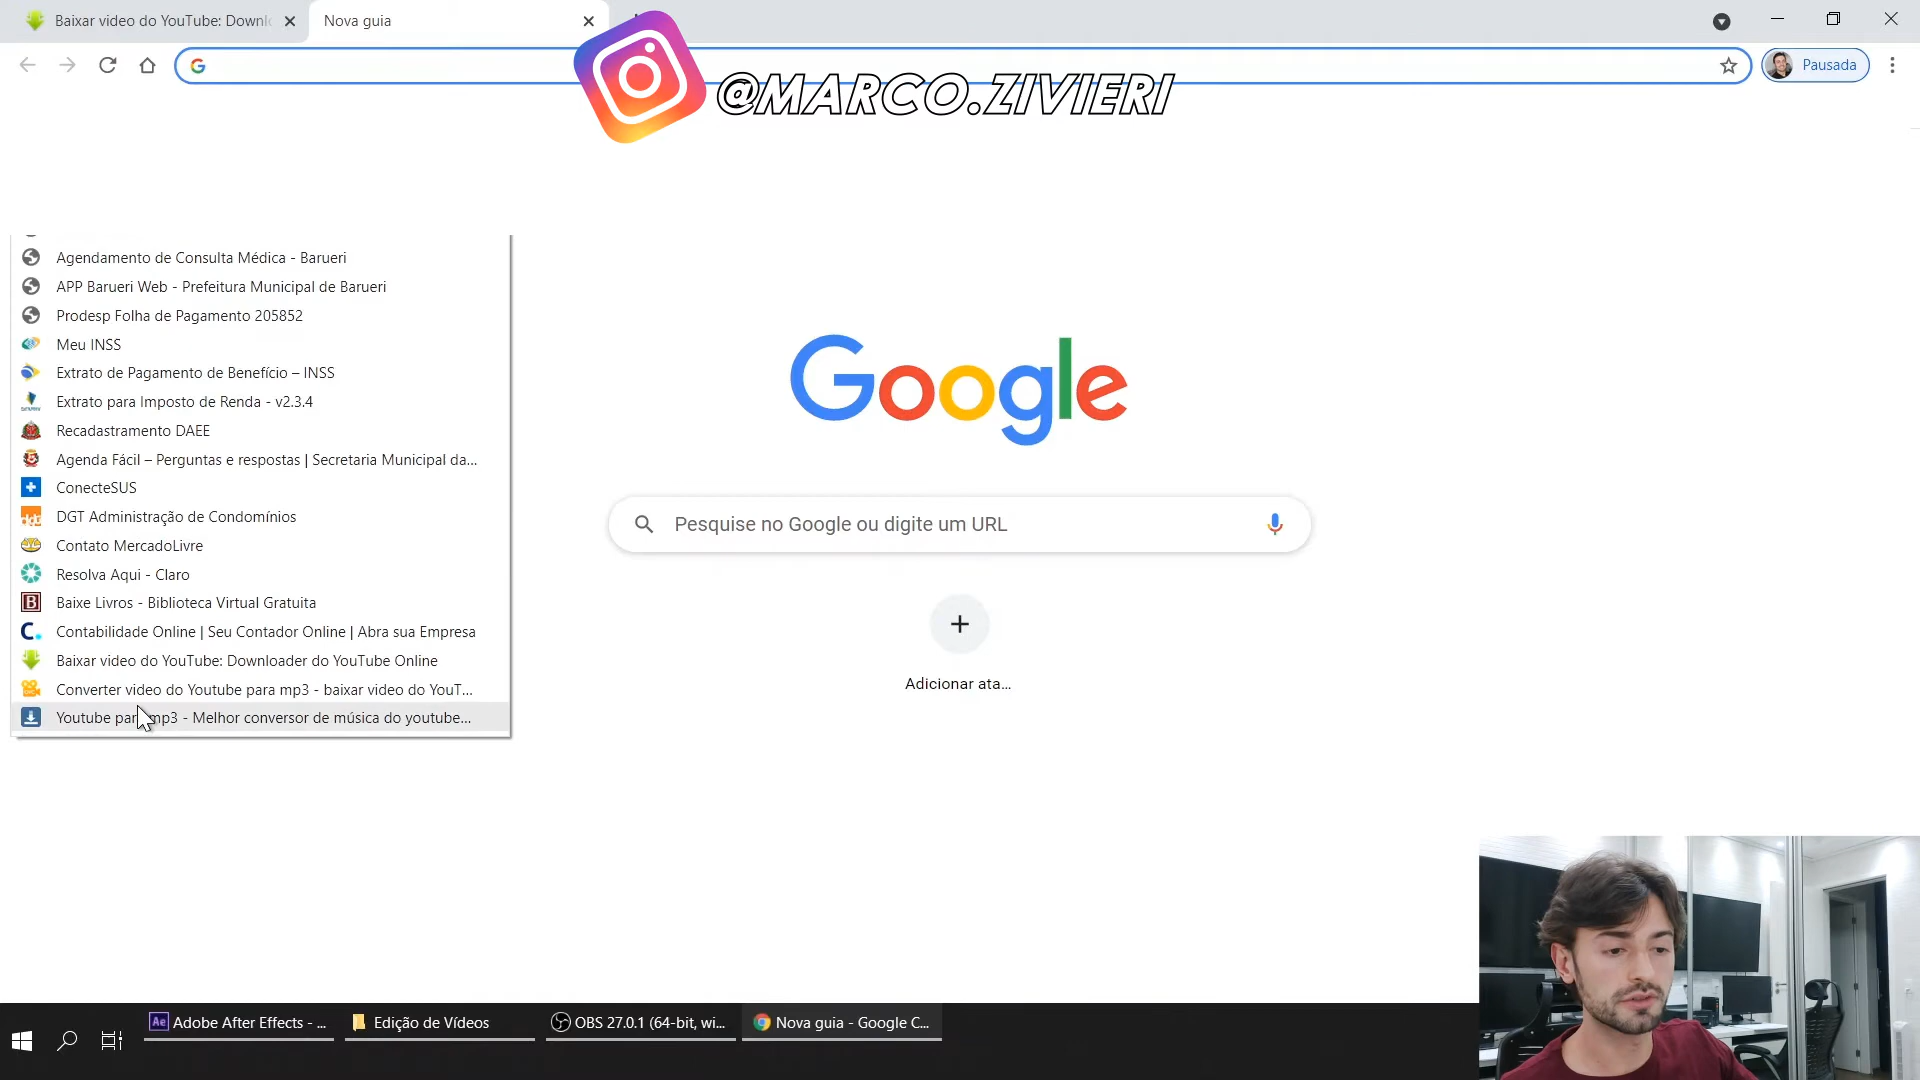 Baixar video do YouTube: Downl
Nova guia
@MARCO.ZIVIERI
Pausada
Agendamento de Consulta Médica - Barueri
APP Barueri Web - Prefeitura Municipal de Barueri
Prodesp Folha de Pagamento 205852
Meu INSS
Extrato de Pagamento de Benefício – INSS
Extrato para Imposto de Renda - v2.3.4
Recadastramento DAEE
Agenda Fácil – Perguntas e respostas | Secretaria Municipal da...
ConecteSUS
DGT Administração de Condomínios
Contato MercadoLivre
Resolva Aqui - Claro
Baixe Livros - Biblioteca Virtual Gratuita
Contabilidade Online | Seu Contador Online | Abra sua Empresa
Baixar video do YouTube: Downloader do YouTube Online
Converter video do Youtube para mp3 - baixar video do YouT...
Youtube par mp3 - Melhor conversor de música do youtube...
Google
Pesquise no Google ou digite um URL
Adicionar ata...
Ae Adobe After Effects - ...
Edição de Vídeos
OBS 27.0.1 (64-bit, wi...
Nova guia - Google C...